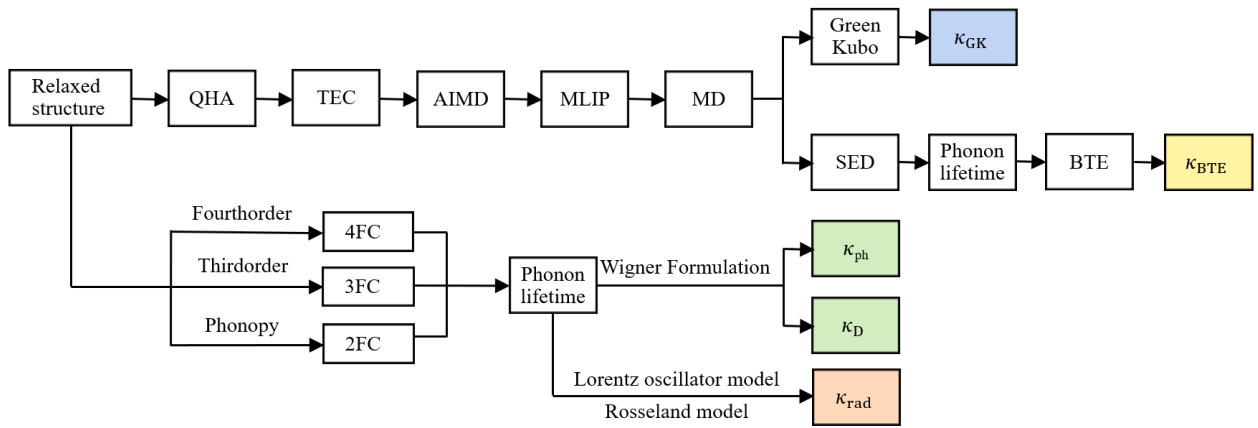 Green
Kubo
κGK
Relaxed
structure
QHA
TEC
AIMD
MLIP
MD
SED
Phonon
lifetime
BTE
κBTE
Fourthorder
4FC
Thirdorder
3FC
Phonopy
2FC
Phonon
lifetime
Wigner Formulation
κph
κD
Lorentz oscillator model
Rosseland model
κrad